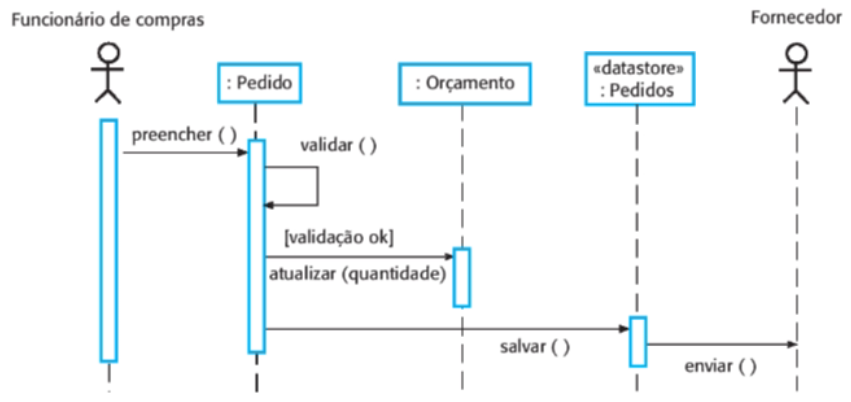 Funcionário de compras
Fornecedor
: Pedido
: Orçamento
«datastore»
: Pedidos
preencher ( )
validar ( )
[validação ok]
atualizar (quantidade)
salvar ( )
enviar ( )